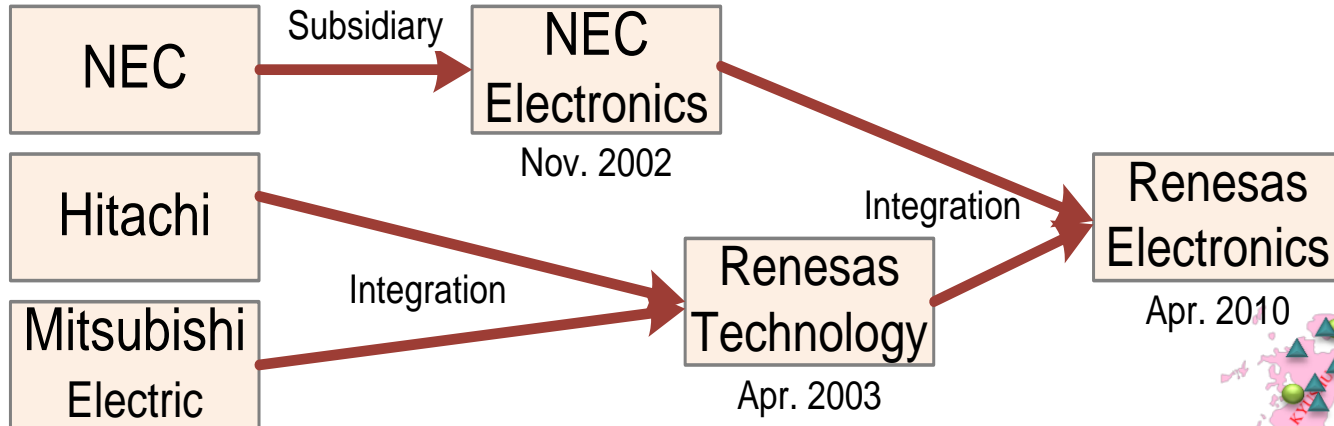 NEC
Subsidiary
NEC
Electronics
Nov. 2002
Hitachi
Integration
Mitsubishi
Electric
Renesas
Technology
Apr. 2003
Integration
Renesas
Electronics
Apr. 2010